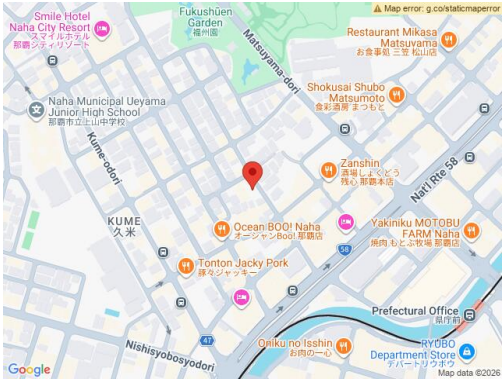 Map error: g.co/staticmaperror
Smile Hotel
Naha City Resort
スマイルホテル
那覇シティリゾート
Fukushūen
Garden
福州園
Matsuyama-dori
Restaurant Mikasa
Matsuyama
お食事処 三笠 松山店
Shokusai Shubo
Matsumoto
食彩酒房 まつもと
Naha Municipal Ueyama
Junior High School
那覇市立上山中学校
Kume-odori
Zanshin
酒場しょくどう
残心 那覇本店
Nat'l Rte 58
KUME
久米
Ocean BOO! Naha
オーシャンBoo! 那覇店
58
Yakiniku MOTOBU
FARM Naha
焼肉 もとぶ牧場 那覇店
Tonton Jacky Pork
豚々ジャッキー
Prefectural Office
県庁前
47
Nishisyobosyodori
Oniku no Isshin
お肉の一心
RYUBO
Department Store
デパートリウボウ
Google
Map data ©2026